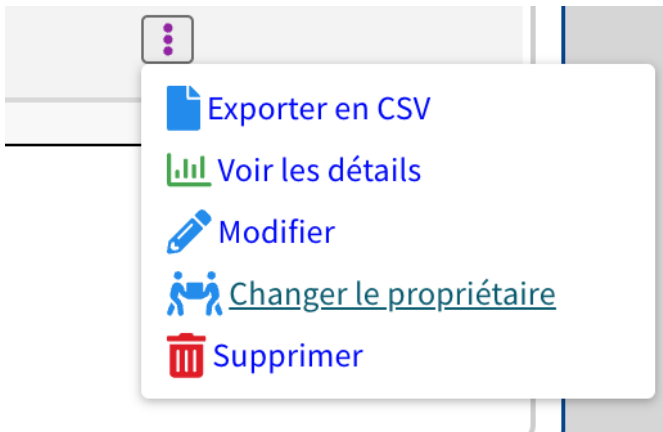 Exporter en CSV
Voir les détails
Modifier
Changer le propriétaire
Supprimer